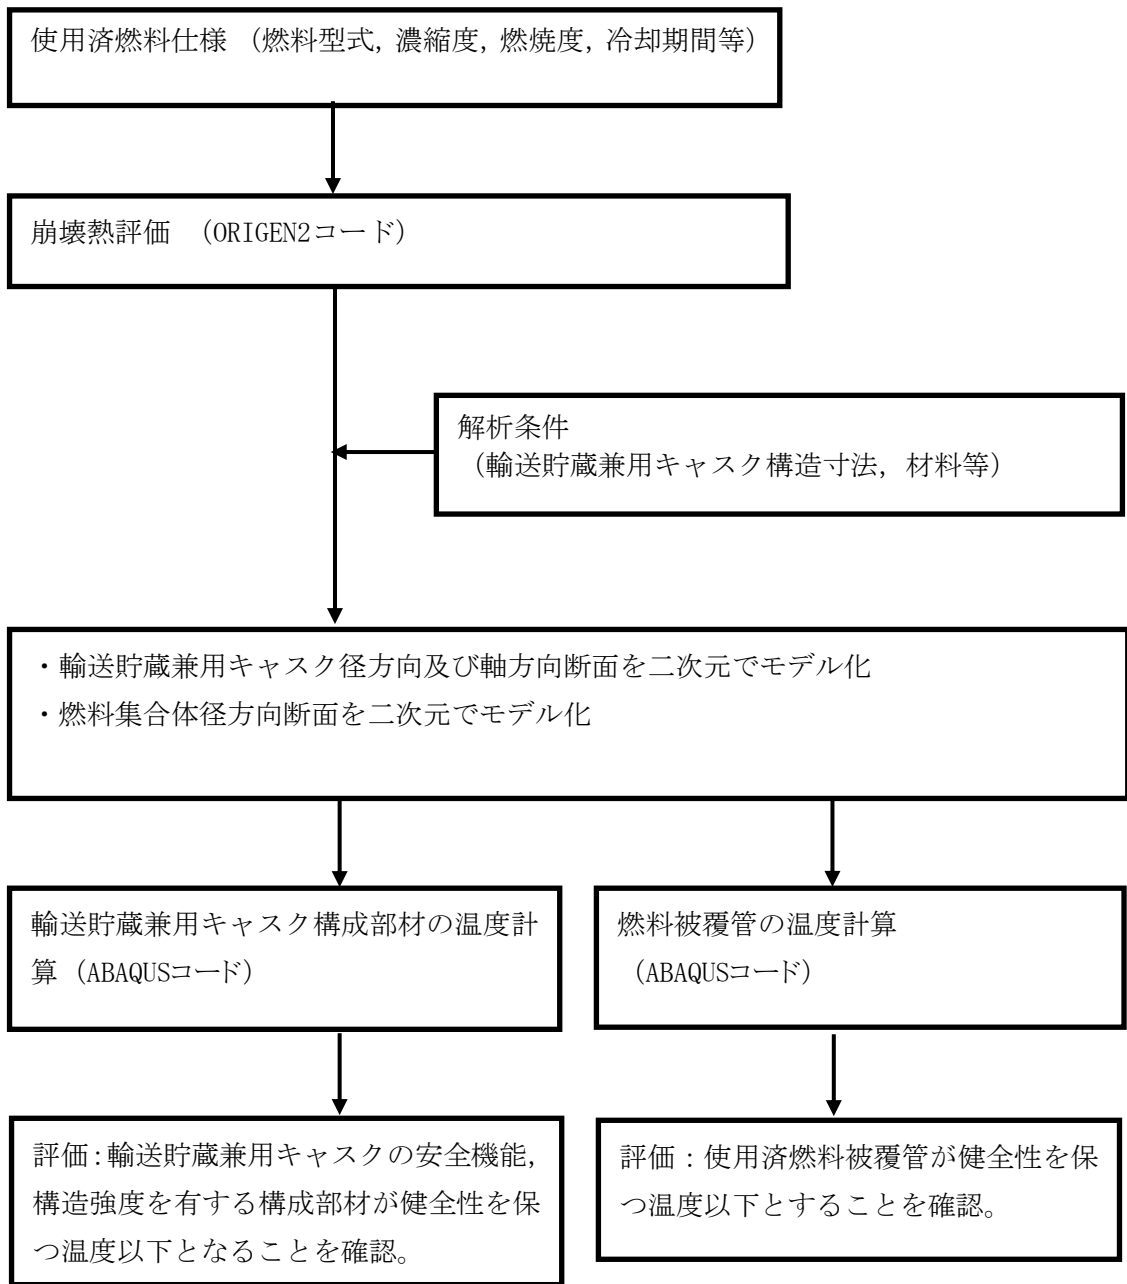 使用済燃料仕様 (燃料型式, 濃縮度, 燃焼度, 冷却期間等)
崩壊熱評価 (ORIGEN2コード)
解析条件
(輸送貯蔵兼用キャスク構造寸法, 材料等)
・輸送貯蔵兼用キャスク径方向及び軸方向断面を二次元でモデル化
・燃料集合体径方向断面を二次元でモデル化
輸送貯蔵兼用キャスク構成部材の温度計
算 (ABAQUSコード)
燃料被覆管の温度計算
(ABAQUSコード)
評価:輸送貯蔵兼用キャスクの安全機能,
構造強度を有する構成部材が健全性を保
つ温度以下となることを確認。
評価:使用済燃料被覆管が健全性を保
つ温度以下とすることを確認。